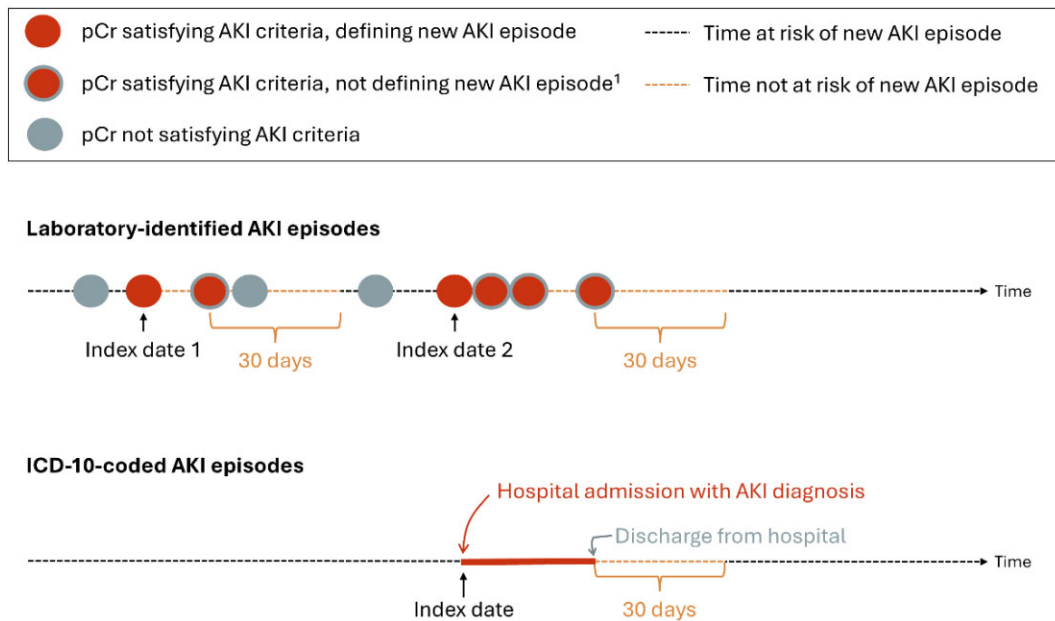 pCr satisfying AKI criteria, defining new AKI episode
Time at risk of new AKI episode
pCr satisfying AKI criteria, not defining new AKI episode¹
Time not at risk of new AKI episode
pCr not satisfying AKI criteria
Laboratory-identified AKI episodes
Time
Index date 1
30 days
Index date 2
30 days
ICD-10-coded AKI episodes
Hospital admission with AKI diagnosis
Discharge from hospital
Time
Index date
30 days